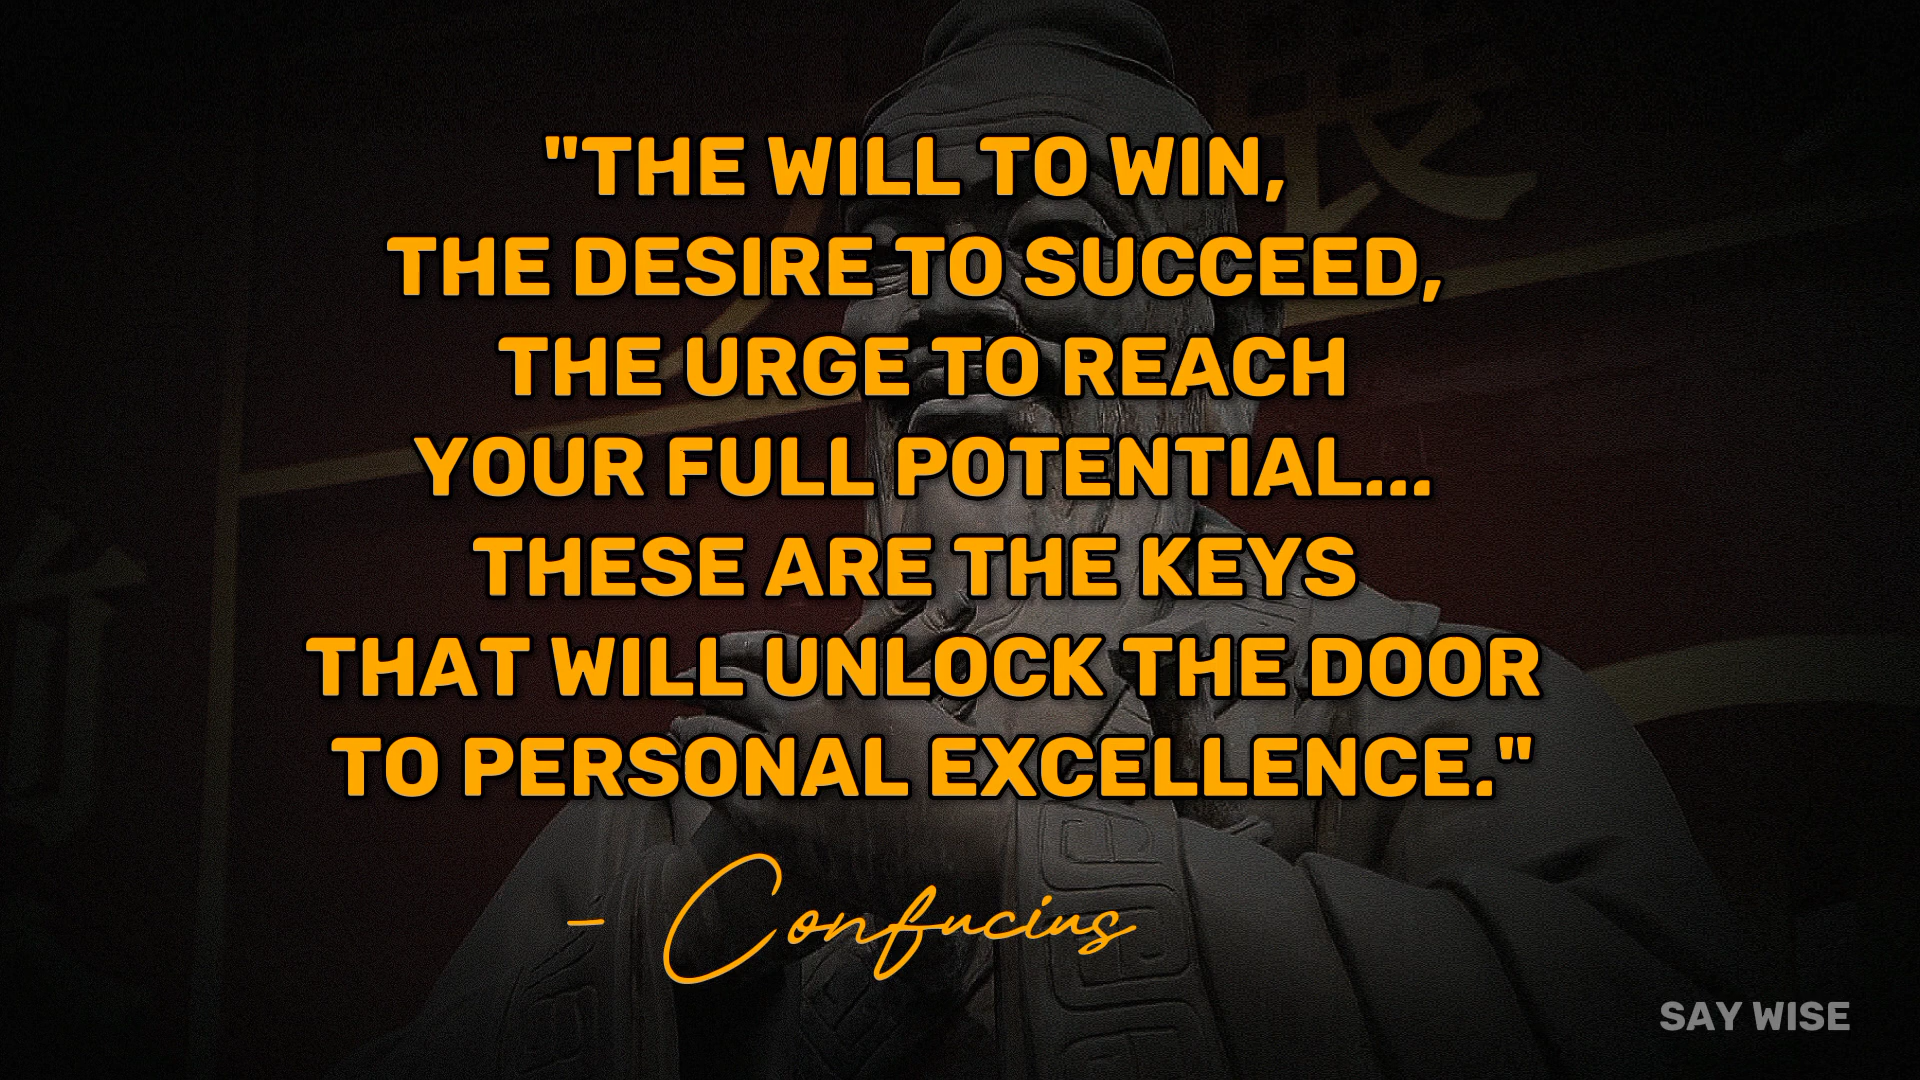 "THE WILL TO WIN,
THE DESIRE TO SUCCEED,
THE URGE TO REACH
YOUR FULL POTENTIAL...
THESE ARE THE KEYS
THAT WILL UNLOCK THE DOOR
TO PERSONAL EXCELLENCE."
- Confucius
SAY WISE